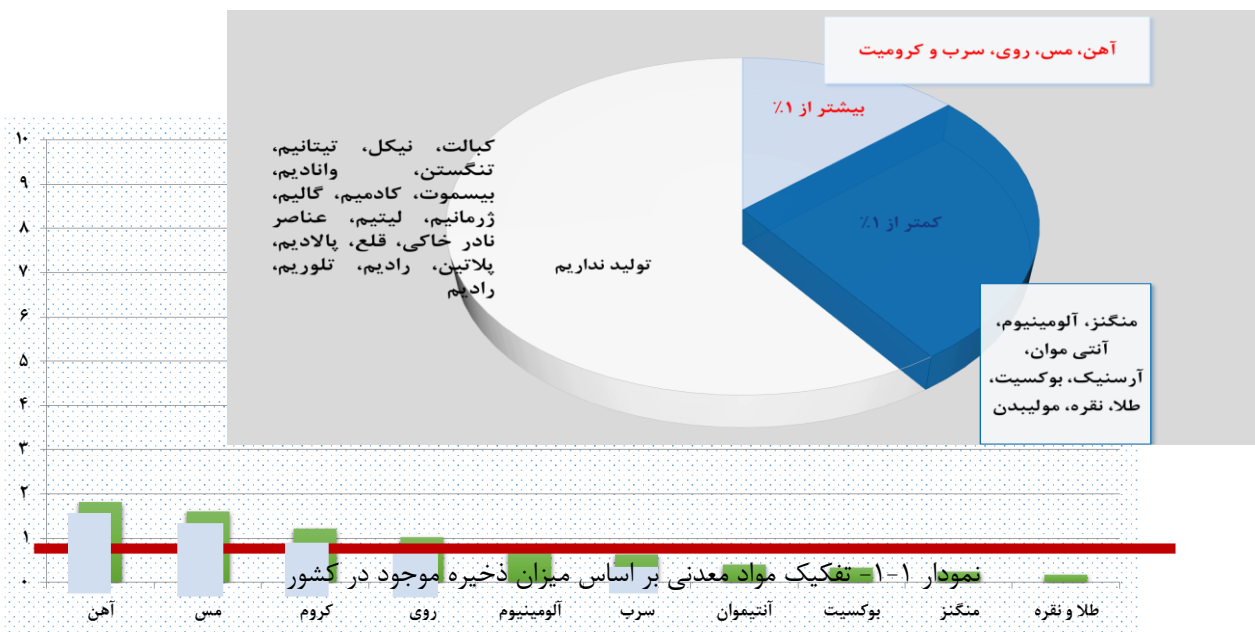 آهن، مس، روی، سرب و کرومیت
بیشتر از ۱٪
کمتر از ۱٪
تولید نداریم
کبالت، نیکل، تیتانیم،
تنگستن، وانادیم،
بیسموت، کادمیم، گالیم،
ژرمانیم، لیتیم، عناصر
نادر خاکی، قلع، پالادیم،
پلاتین، رادیم، تلوریم،
رادیم
منگنز، آلومینیوم،
آنتی موان،
آرسنیک، بوکسیت،
طلا، نقره، مولیبدن
۱۰
۹
۸
۷
۶
۵
۴
۳
۲
۱
۰
نمودار ۱-۱- تفکیک مواد معدنی بر اساس میزان ذخیره موجود در کشور
آهن
مس
کروم
روی
آلومینیوم
سرب
آنتیموان
بوکسیت
منگنز
طلا و نقره